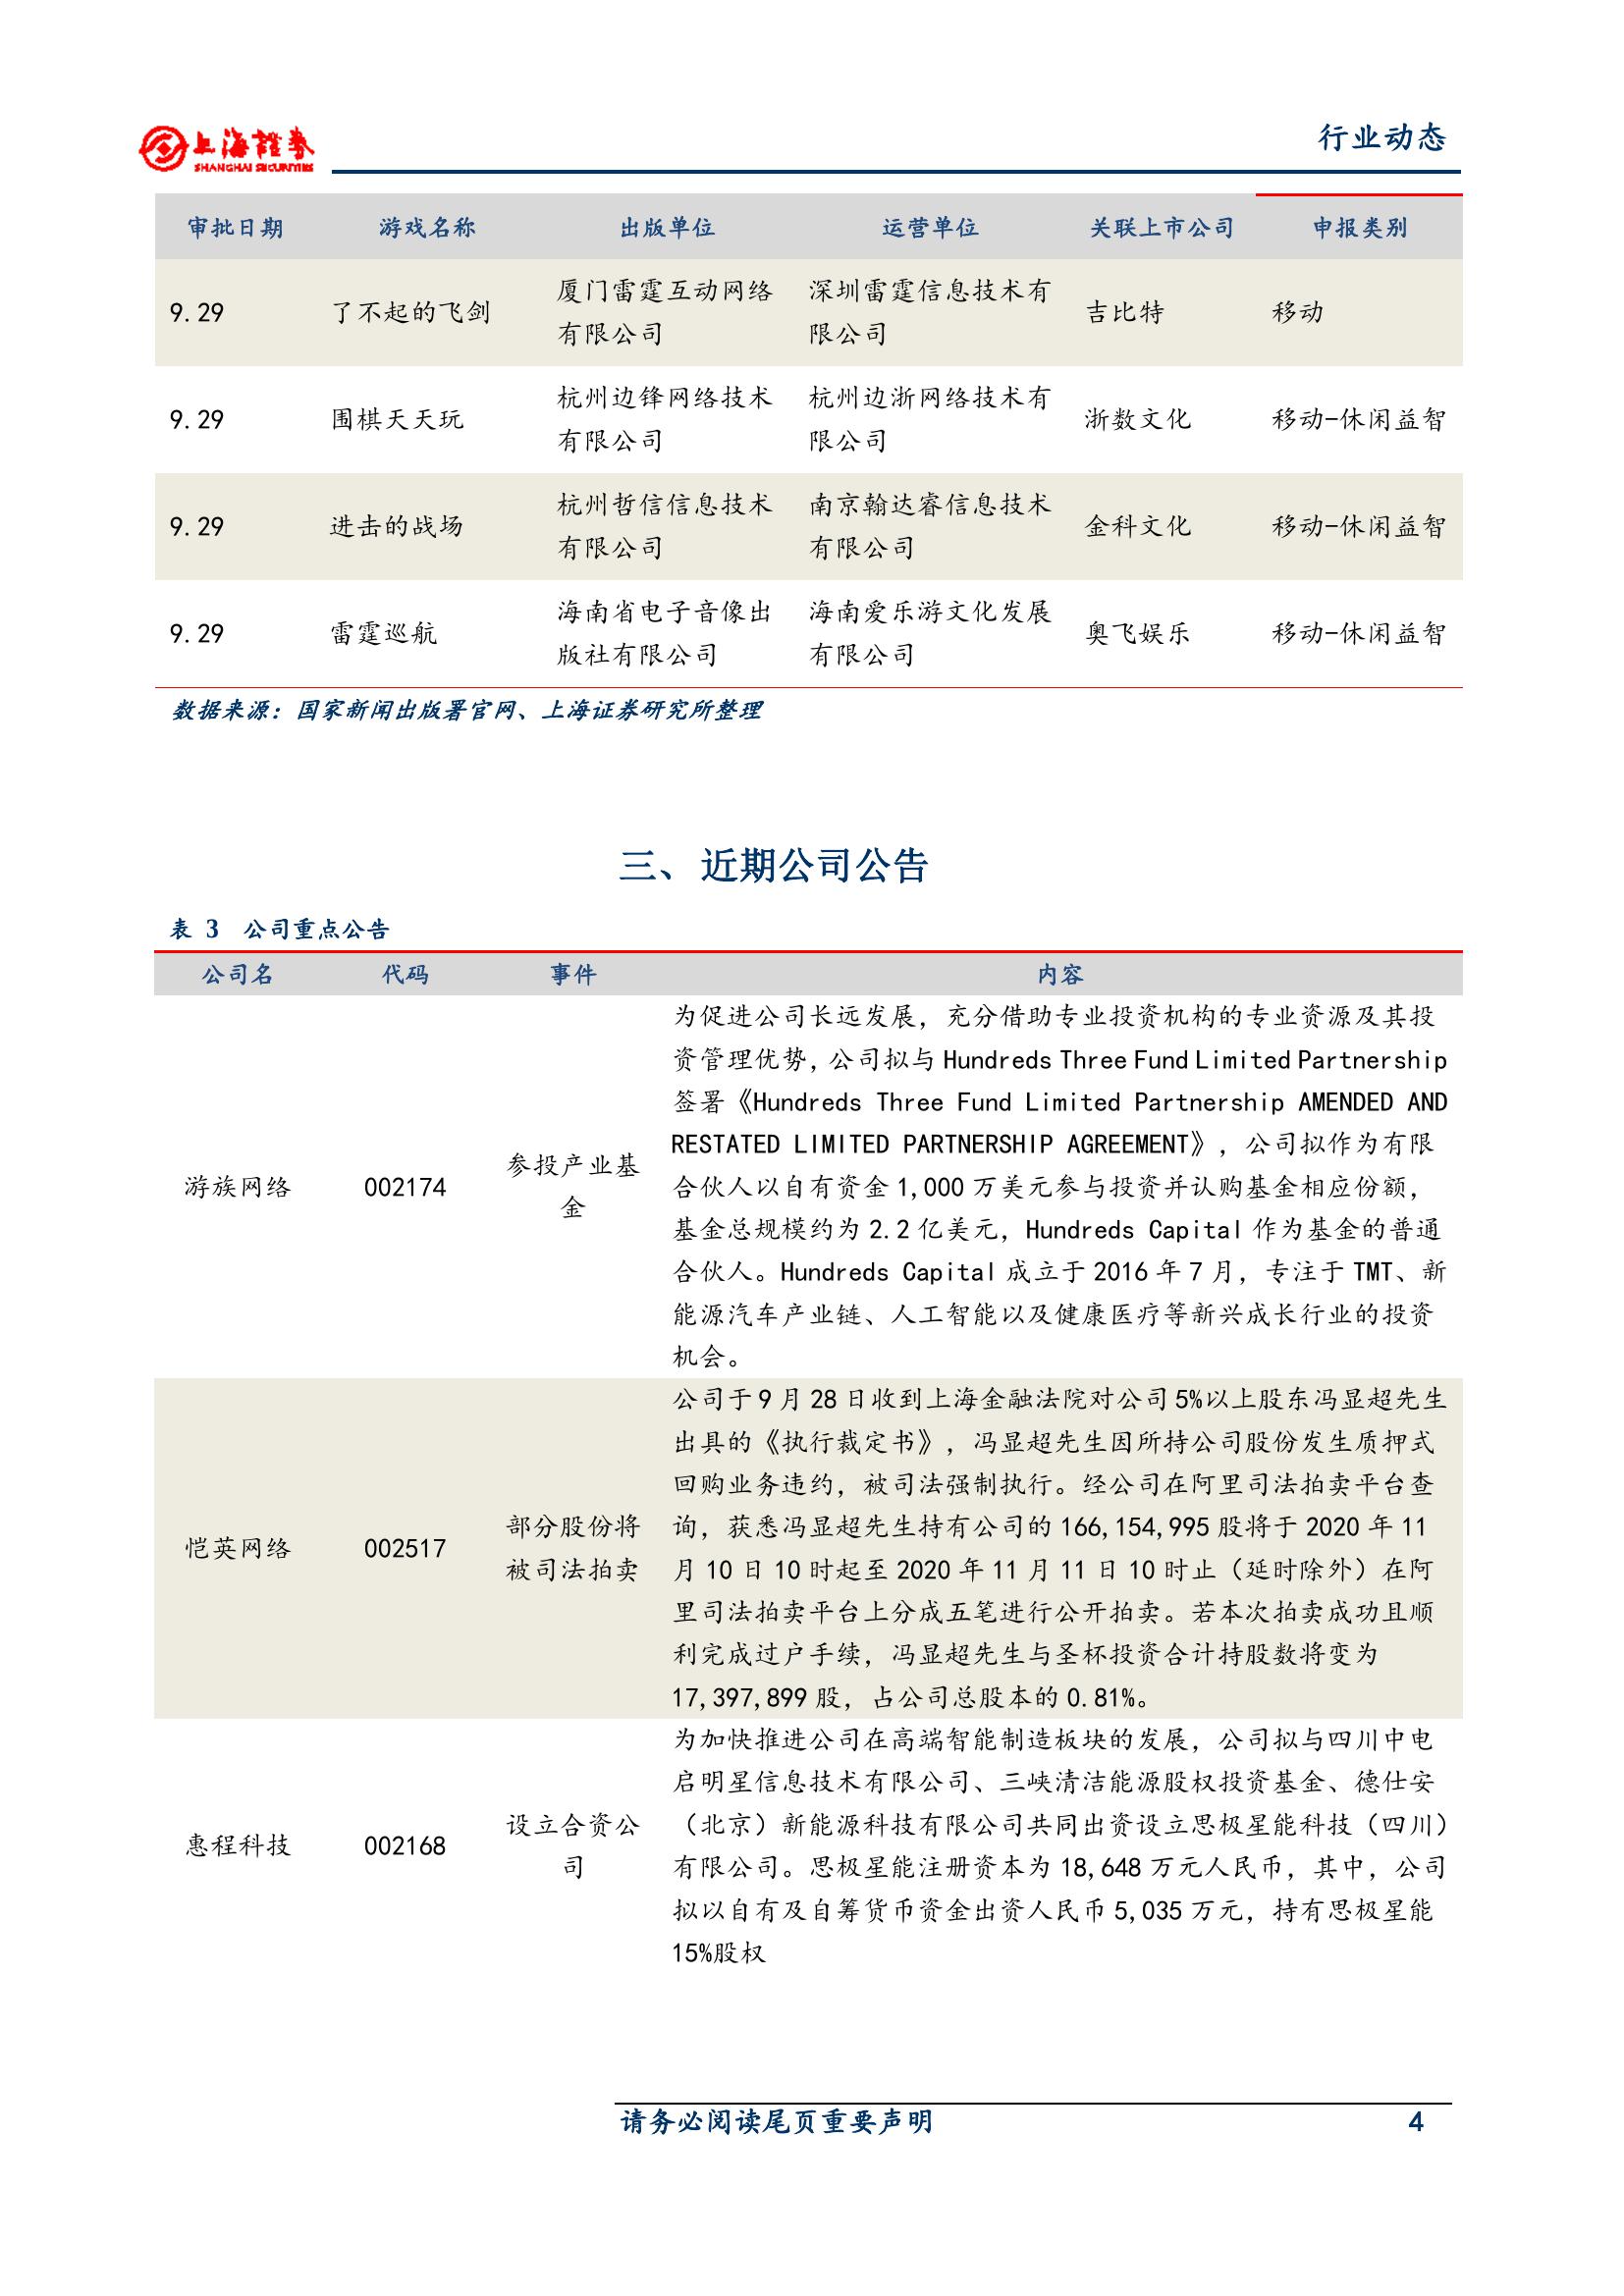 上海證券
SHANGHAI SECURITIES
行业动态
审批日期 游戏名称 出版单位 运营单位 关联上市公司 申报类别
9.29 了不起的飞剑 厦门雷霆互动网络 深圳雷霆信息技术有 吉比特 移动
有限公司 限公司
9.29 围棋天天玩 杭州边锋网络技术 杭州边浙网络技术有 浙数文化 移动-休闲益智
有限公司 限公司
9.29 进击的战场 杭州哲信信息技术 南京翰达睿信息技术 金科文化 移动-休闲益智
有限公司 有限公司
9.29 雷霆巡航 海南省电子音像出 海南爱乐游文化发展 奥飞娱乐 移动-休闲益智
版社有限公司 有限公司
数据来源：国家新闻出版署官网、上海证券研究所整理
三、近期公司公告
表 3 公司重点公告
公司名 代码 事件 内容
游族网络 002174 参投产业基
金
为促进公司长远发展，充分借助专业投资机构的专业资源及其投
资管理优势，公司拟与 Hundreds Three Fund Limited Partnership
签署《Hundreds Three Fund Limited Partnership AMENDED AND
RESTATED LIMITED PARTNERSHIP AGREEMENT》，公司拟作为有限
合伙人以自有资金 1,000 万美元参与投资并认购基金相应份额，
基金总规模约为 2.2 亿美元，Hundreds Capital 作为基金的普通
合伙人。Hundreds Capital 成立于 2016 年 7 月，专注于 TMT、新
能源汽车产业链、人工智能以及健康医疗等新兴成长行业的投资
机会。
恺英网络 002517 部分股份将
被司法拍卖
公司于 9 月 28 日收到上海金融法院对公司 5%以上股东冯显超先生
出具的《执行裁定书》，冯显超先生因所持公司股份发生质押式
回购业务违约，被司法强制执行。经公司在阿里司法拍卖平台查
询，获悉冯显超先生持有公司的 166,154,995 股将于 2020 年 11
月 10 日 10 时起至 2020 年 11 月 11 日 10 时止（延时除外）在阿
里司法拍卖平台上分成五笔进行公开拍卖。若本次拍卖成功且顺
利完成过户手续，冯显超先生与圣杯投资合计持股数将变为
17,397,899 股，占公司总股本的 0.81%。
惠程科技 002168 设立合资公
司
为加快推进公司在高端智能制造板块的发展，公司拟与四川中电
启明星信息技术有限公司、三峡清洁能源股权投资基金、德仕安
（北京）新能源科技有限公司共同出资设立思极星能科技（四川）
有限公司。思极星能注册资本为 18,648 万元人民币，其中，公司
拟以自有及自筹货币资金出资人民币 5,035 万元，持有思极星能
15%股权
请务必阅读尾页重要声明 4